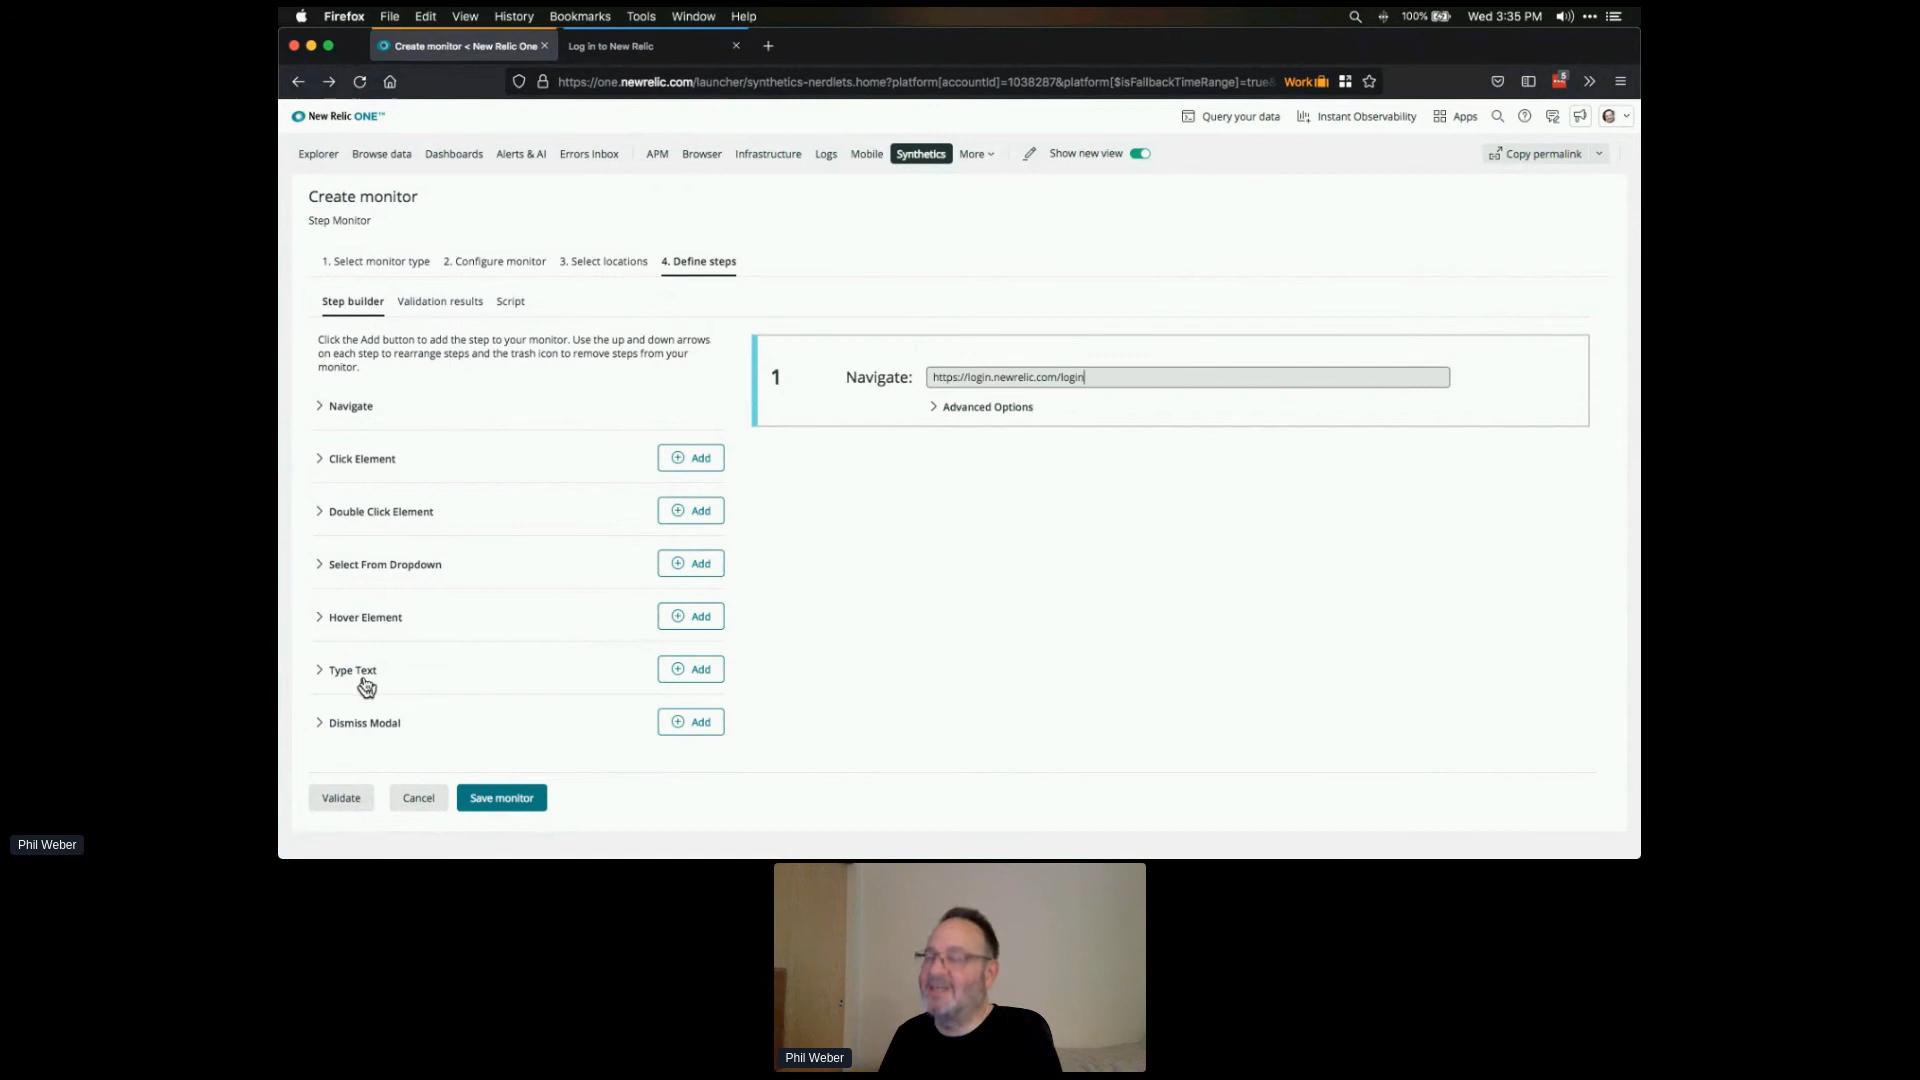 Firefox File Edit View History Bookmarks Tools Window Help 100% Wed 3:35 PM
Create monitor < New Relic One Log in to New Relic
https://one.newrelic.com/launcher/synthetics-nerdlets.home?platform[accountId]=1038287&platform[$isFallbackTimeRange]=true& Work 5
New Relic ONE™ Query your data Instant Observability Apps
Explorer Browse data Dashboards Alerts & AI Errors Inbox APM Browser Infrastructure Logs Mobile Synthetics More Show new view Copy permalink
Create monitor
Step Monitor
1. Select monitor type 2. Configure monitor 3. Select locations 4. Define steps
Step builder Validation results Script
Click the Add button to add the step to your monitor. Use the up and down arrows
on each step to rearrange steps and the trash icon to remove steps from your
monitor.
1 Navigate: https://login.newrelic.com/login
Advanced Options
Navigate
Click Element Add
Double Click Element Add
Select From Dropdown Add
Hover Element Add
Type Text Add
Dismiss Modal Add
Validate Cancel Save monitor
Phil Weber
Phil Weber